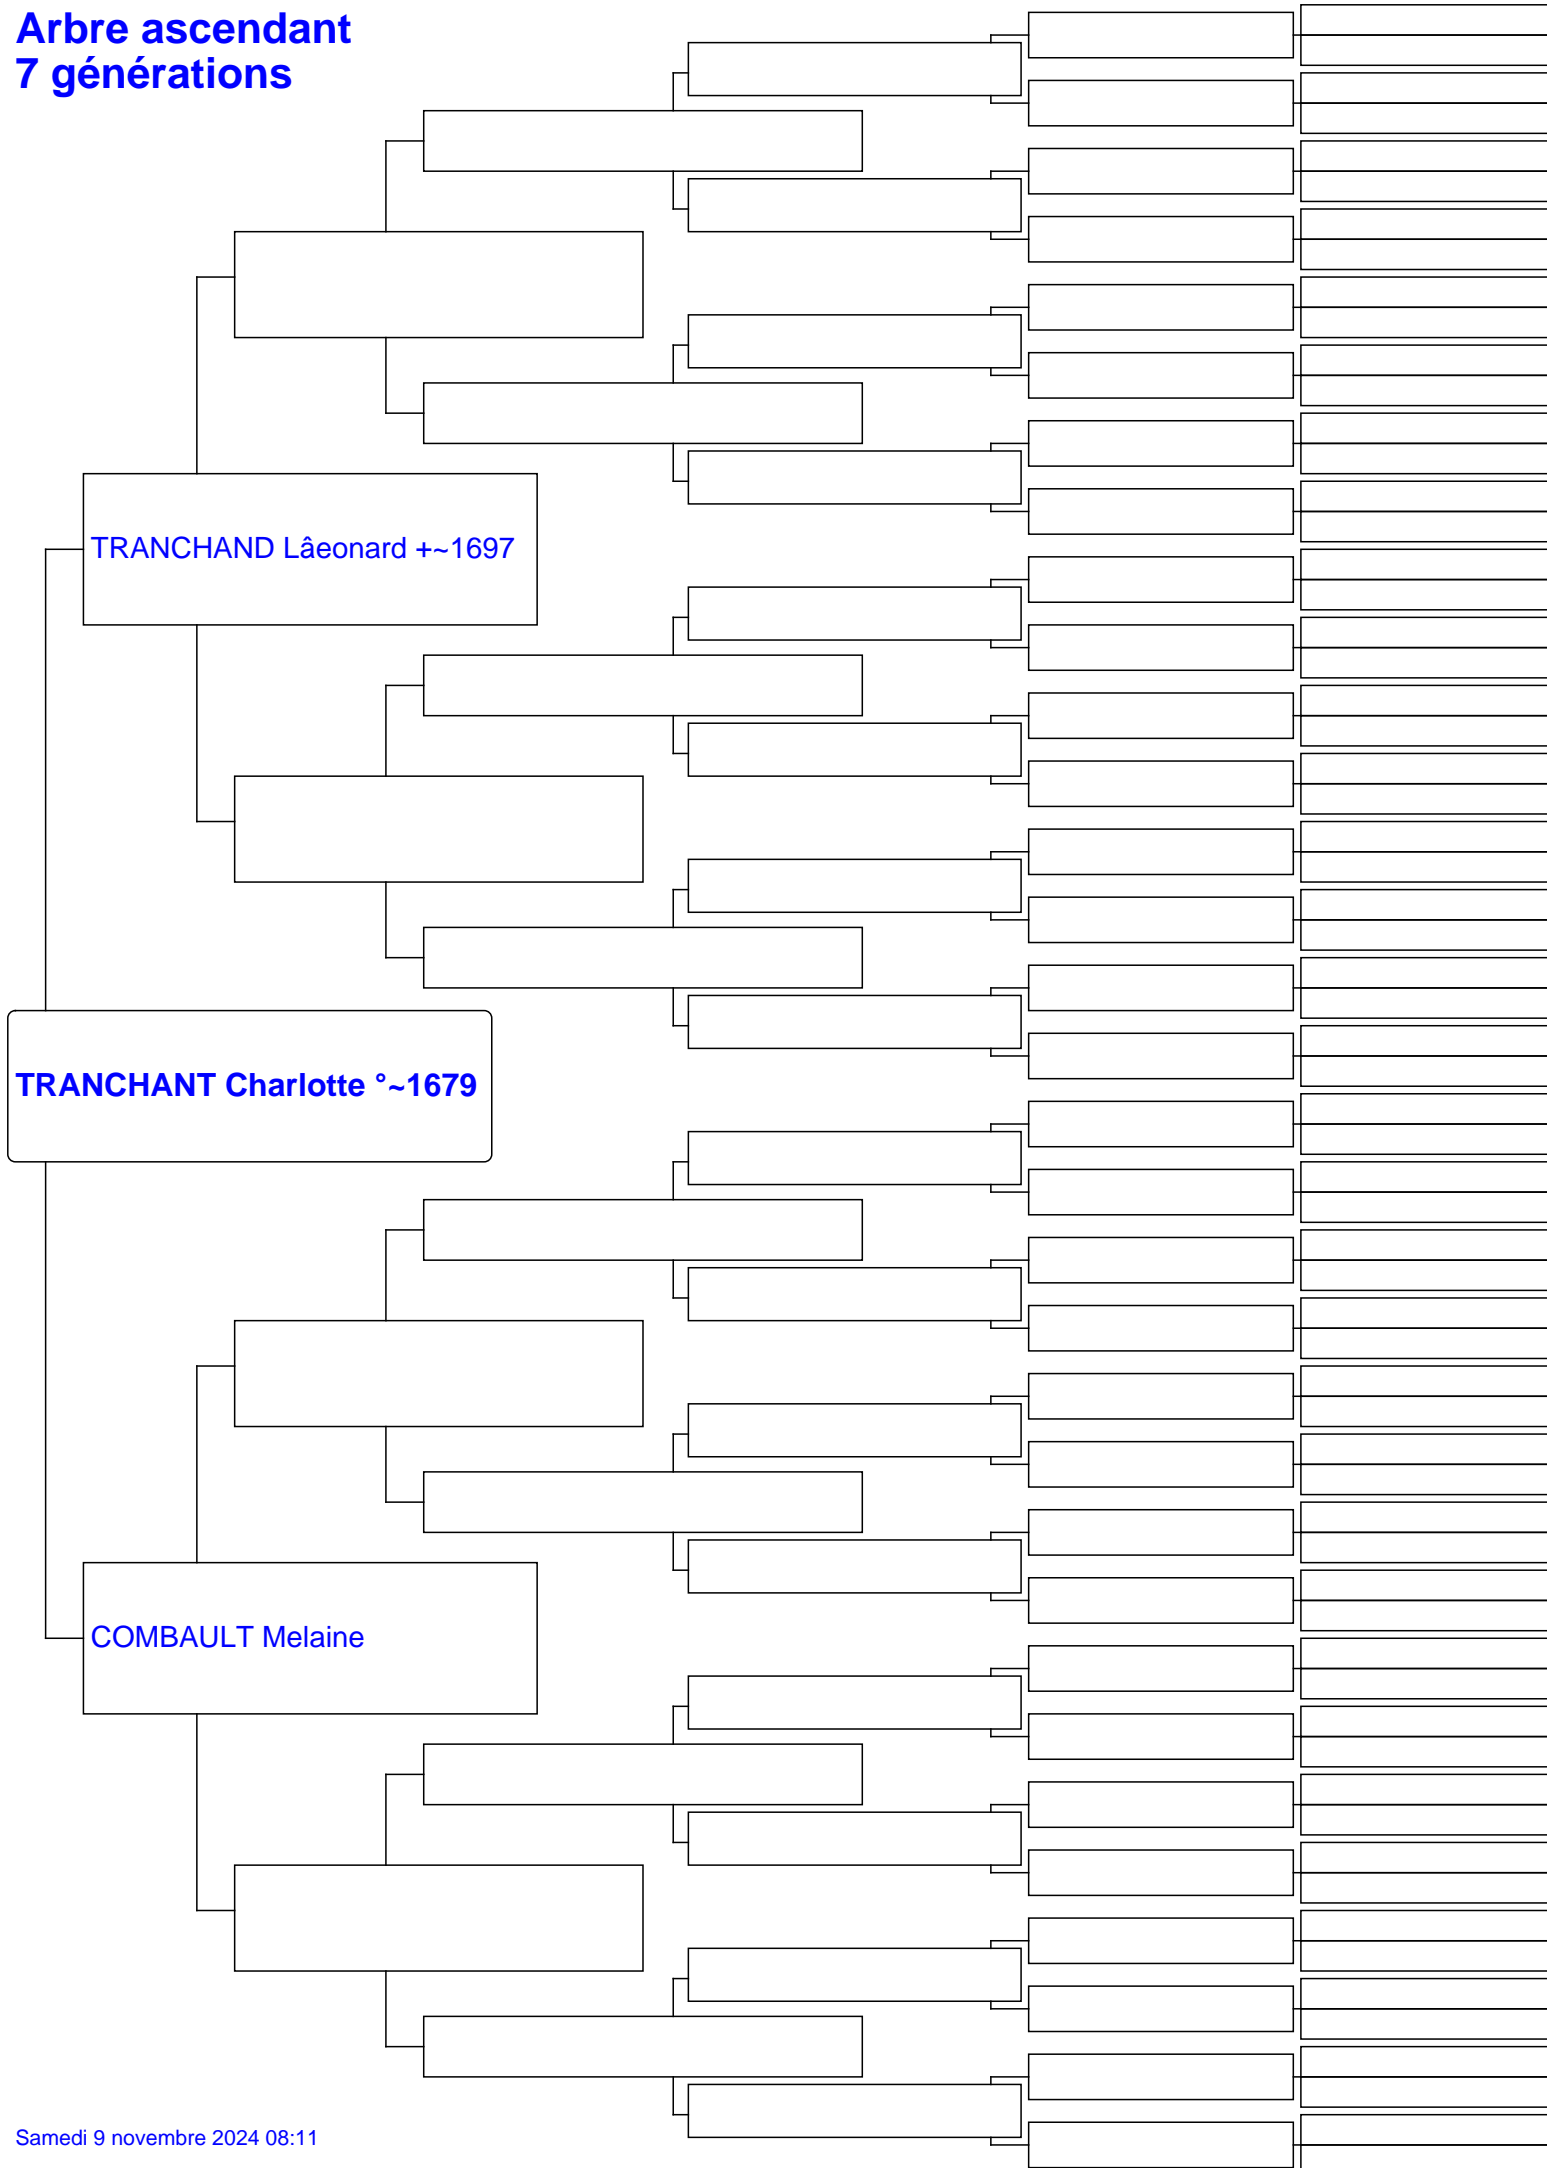 Arbre ascendant
7 générations
TRANCHAND Lâeonard +~1697
TRANCHANT Charlotte °~1679
COMBAULT Melaine
Samedi 9 novembre 2024 08:11